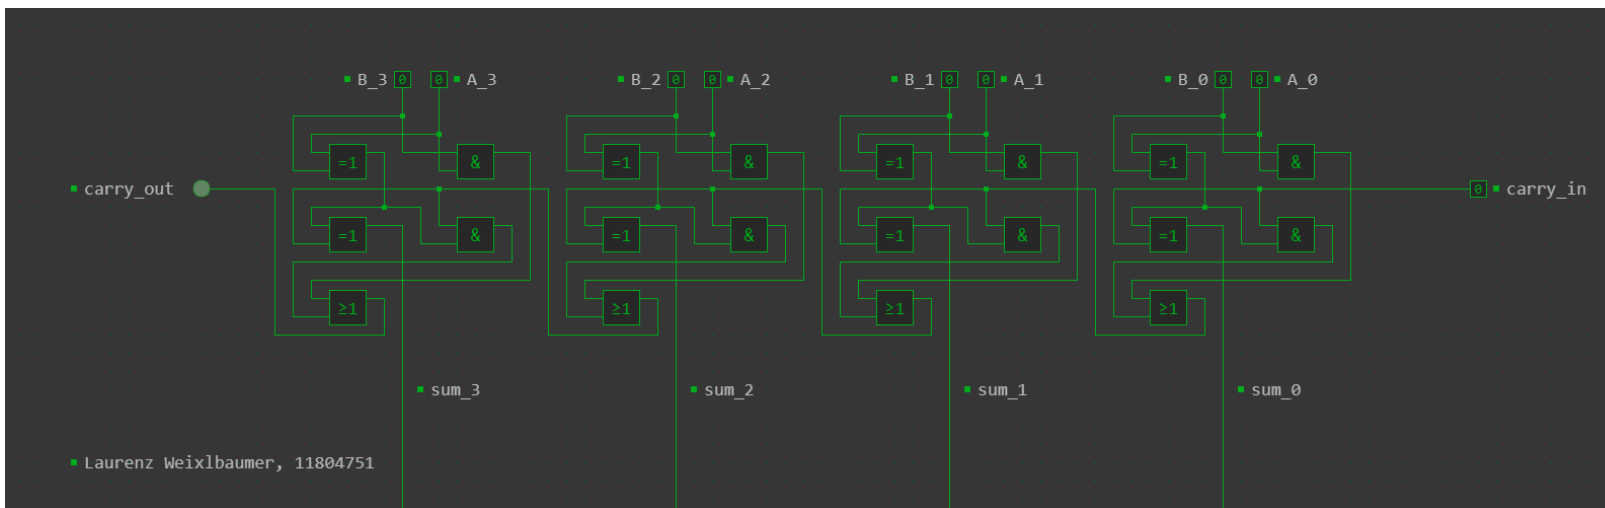 B_3 0 0 A_3 B_2 0 0 A_2 B_1 0 0 A_1 B_0 0 0 A_0
=1 & =1 & =1 & =1 &
carry_out 0 carry_in
=1 & =1 & =1 & =1 &
≥1 ≥1 ≥1 ≥1
sum_3 sum_2 sum_1 sum_0
Laurenz Weixlbaumer, 11804751